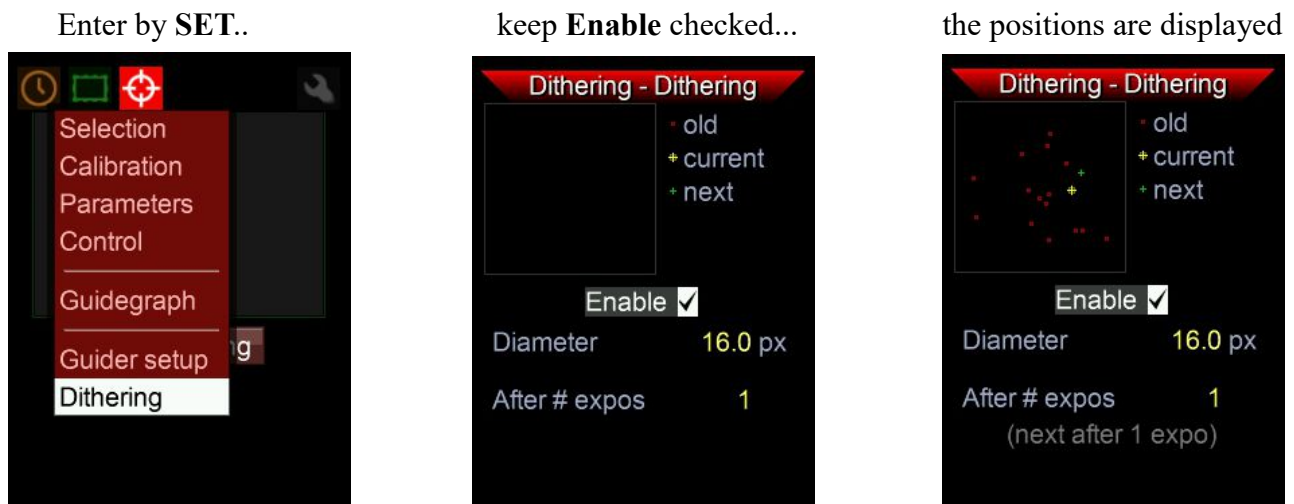 Enter by SET..
Selection
Calibration
Parameters
Control
Guidegraph
Guider setup
Dithering
g
keep Enable checked...
Dithering - Dithering
old
current
next
Enable
Diameter 16.0 px
After # expos 1
the positions are displayed
Dithering - Dithering
old
current
next
Enable
Diameter 16.0 px
After # expos 1
(next after 1 expo)